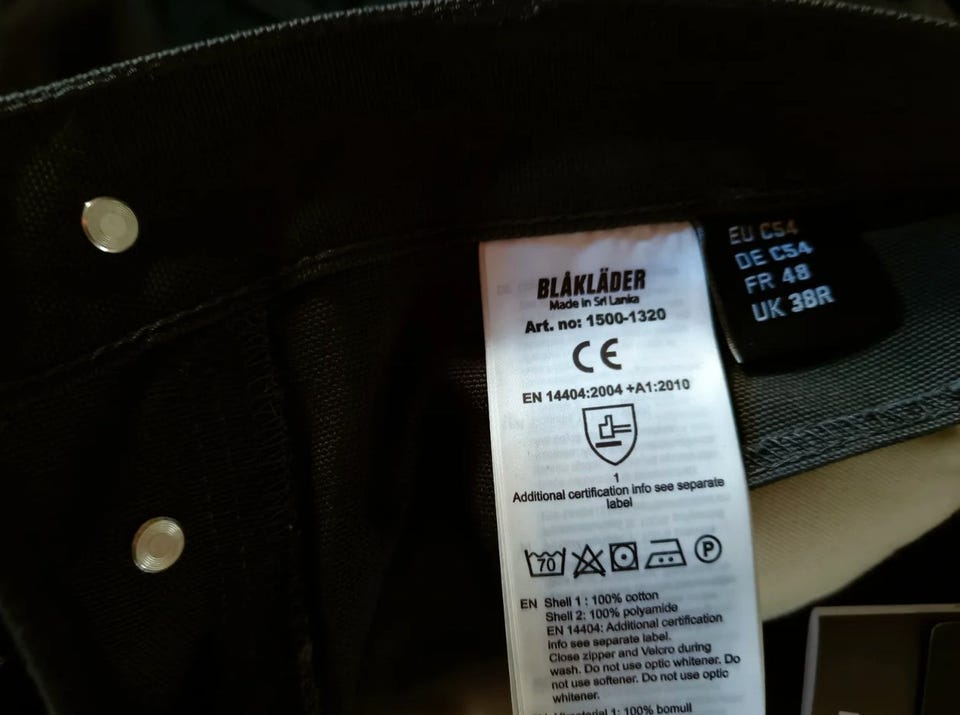 BLÅKLÄDER
Made in Sri Lanka
Art. no: 1500-1320
CE
EN 14404:2004 +A1:2010
1
Additional certification info see separate
label
70
P
EN Shell 1 : 100% cotton
Shell 2: 100% polyamide
EN 14404: Additional certification
info see separate label.
Close zipper and Velcro during
wash. Do not use optic whitener. Do
not use softener. Do not use optic
whitener.
1: 100% bomull
EU C54
DE C54
FR 48
UK 38R